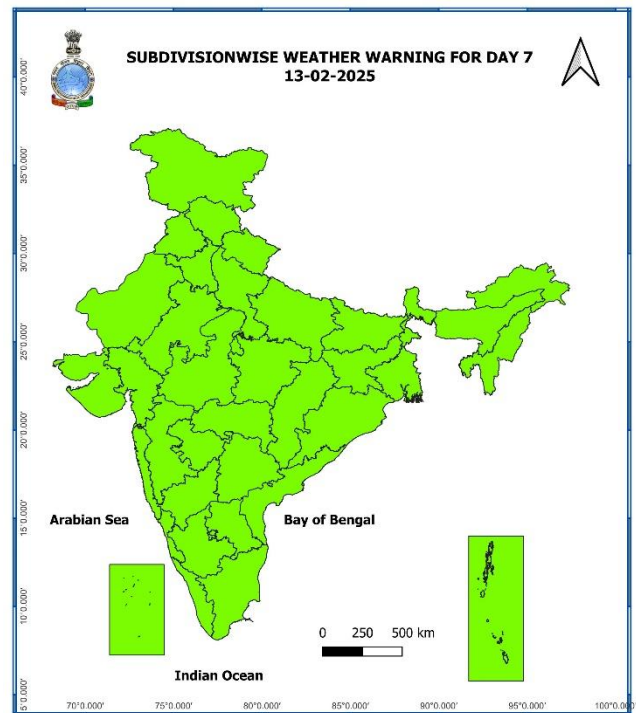 SUBDIVISIONWISE WEATHER WARNING FOR DAY 7
13-02-2025
40°0.000'
35°0.000'
30°0.000'
25°0.000'
20°0.000'
15°0.000'
10°0.000'
5°0.000'
Arabian Sea
Bay of Bengal
0 250 500 km
Indian Ocean
70°0.000' 75°0.000' 80°0.000' 85°0.000' 90°0.000' 95°0.000' 100°0.000'